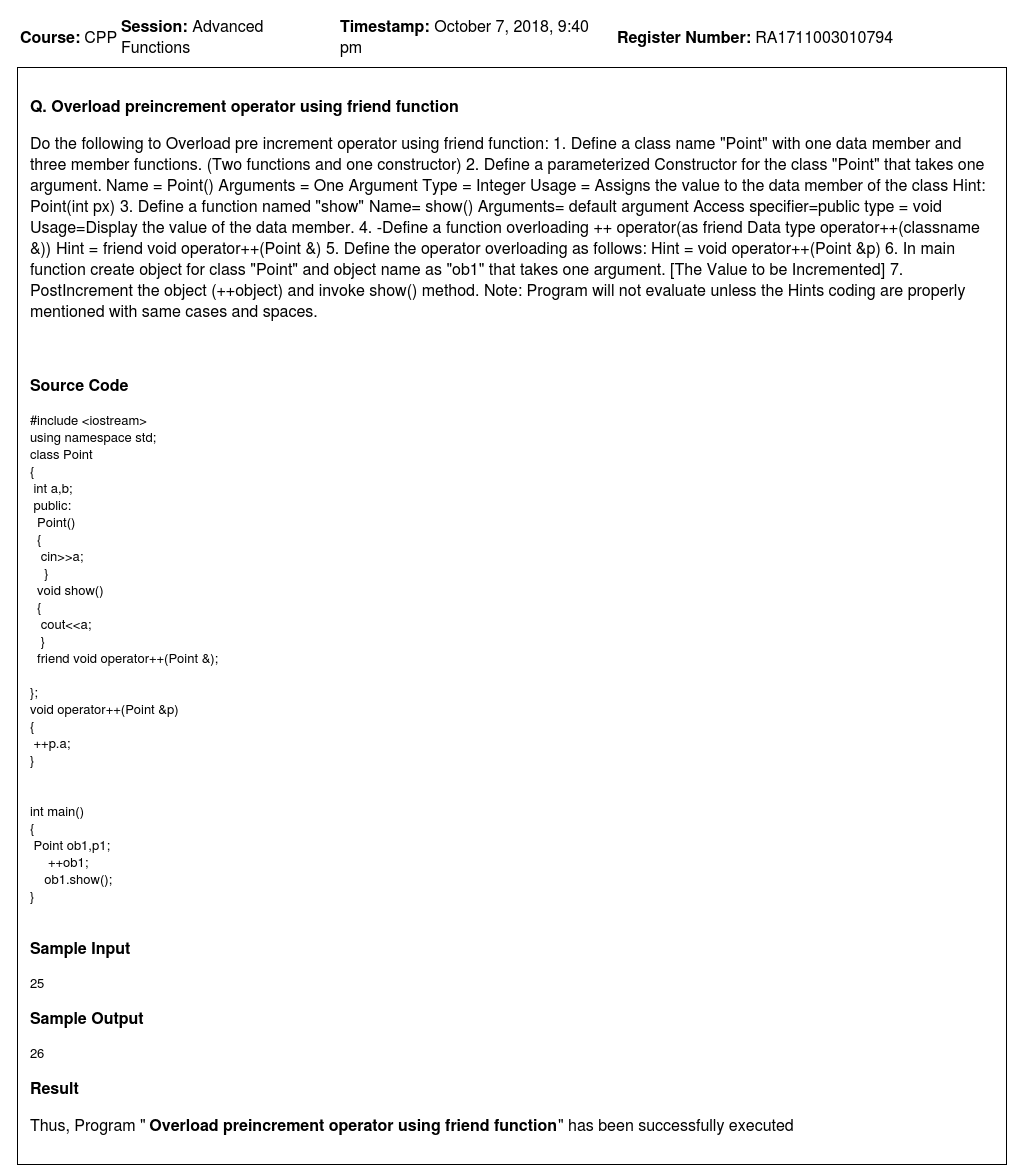 Course: CPP Session: Advanced Functions Timestamp: October 7, 2018, 9:40 pm Register Number: RA1711003010794
Q. Overload preincrement operator using friend function
Do the following to Overload pre increment operator using friend function: 1. Define a class name "Point" with one data member and
three member functions. (Two functions and one constructor) 2. Define a parameterized Constructor for the class "Point" that takes one
argument. Name = Point() Arguments = One Argument Type = Integer Usage = Assigns the value to the data member of the class Hint:
Point(int px) 3. Define a function named "show" Name= show() Arguments= default argument Access specifier=public type = void
Usage=Display the value of the data member. 4. -Define a function overloading ++ operator(as friend Data type operator++(classname
&)) Hint = friend void operator++(Point &) 5. Define the operator overloading as follows: Hint = void operator++(Point &p) 6. In main
function create object for class "Point" and object name as "ob1" that takes one argument. [The Value to be Incremented] 7.
PostIncrement the object (++object) and invoke show() method. Note: Program will not evaluate unless the Hints coding are properly
mentioned with same cases and spaces.
Source Code
#include <iostream>
using namespace std;
class Point
{
int a,b;
public:
Point()
{
cin>>a;
}
void show()
{
cout<<a;
}
friend void operator++(Point &);
};
void operator++(Point &p)
{
++p.a;
}
int main()
{
Point ob1,p1;
++ob1;
ob1.show();
}
Sample Input
25
Sample Output
26
Result
Thus, Program " Overload preincrement operator using friend function" has been successfully executed